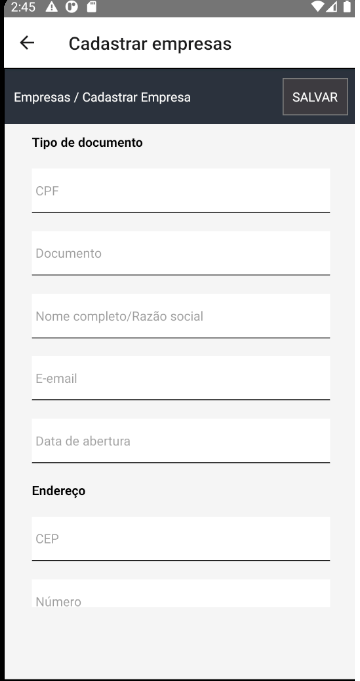 2:45
Cadastrar empresas
Empresas / Cadastrar Empresa
SALVAR
Tipo de documento
CPF
Documento
Nome completo/Razão social
E-email
Data de abertura
Endereço
CEP
Número